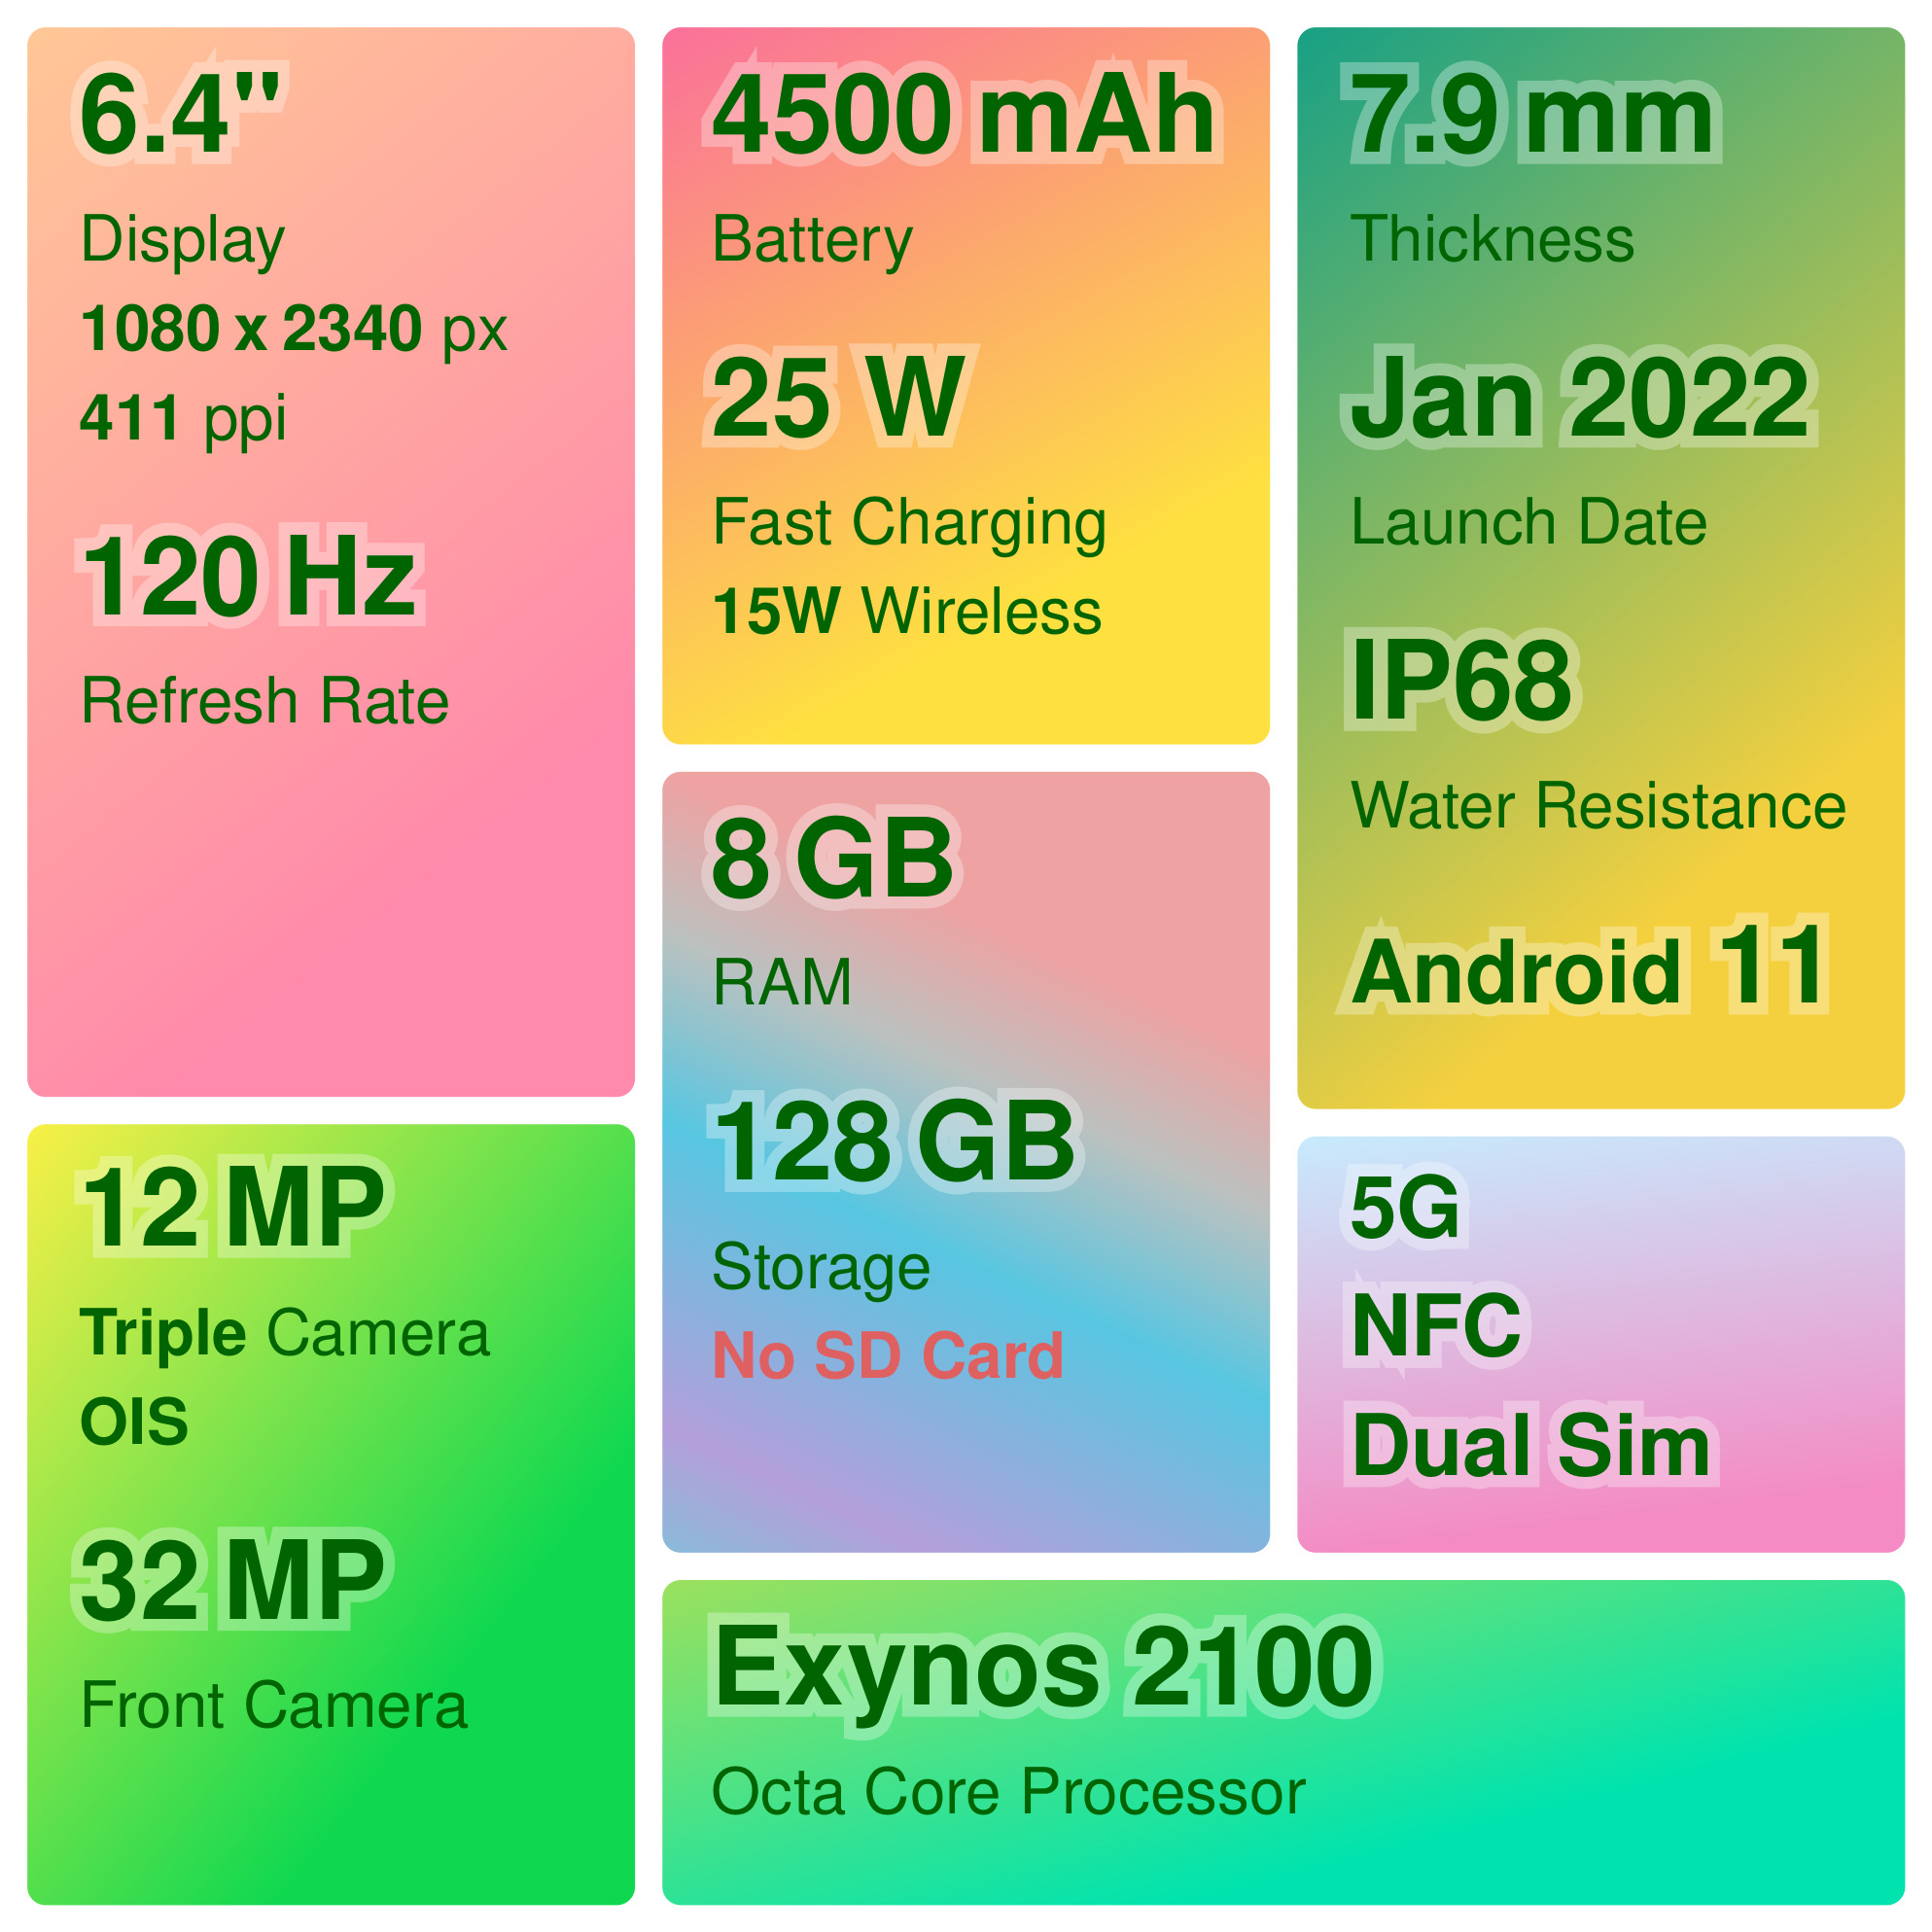 6.4"
Display
1080 x 2340 px
411 ppi
120 Hz
Refresh Rate
4500 mAh
Battery
25 W
Fast Charging
15W Wireless
7.9 mm
Thickness
Jan 2022
Launch Date
IP68
Water Resistance
Android 11
8 GB
RAM
128 GB
Storage
No SD Card
12 MP
Triple Camera
OIS
32 MP
Front Camera
5G
NFC
Dual Sim
Exynos 2100
Octa Core Processor